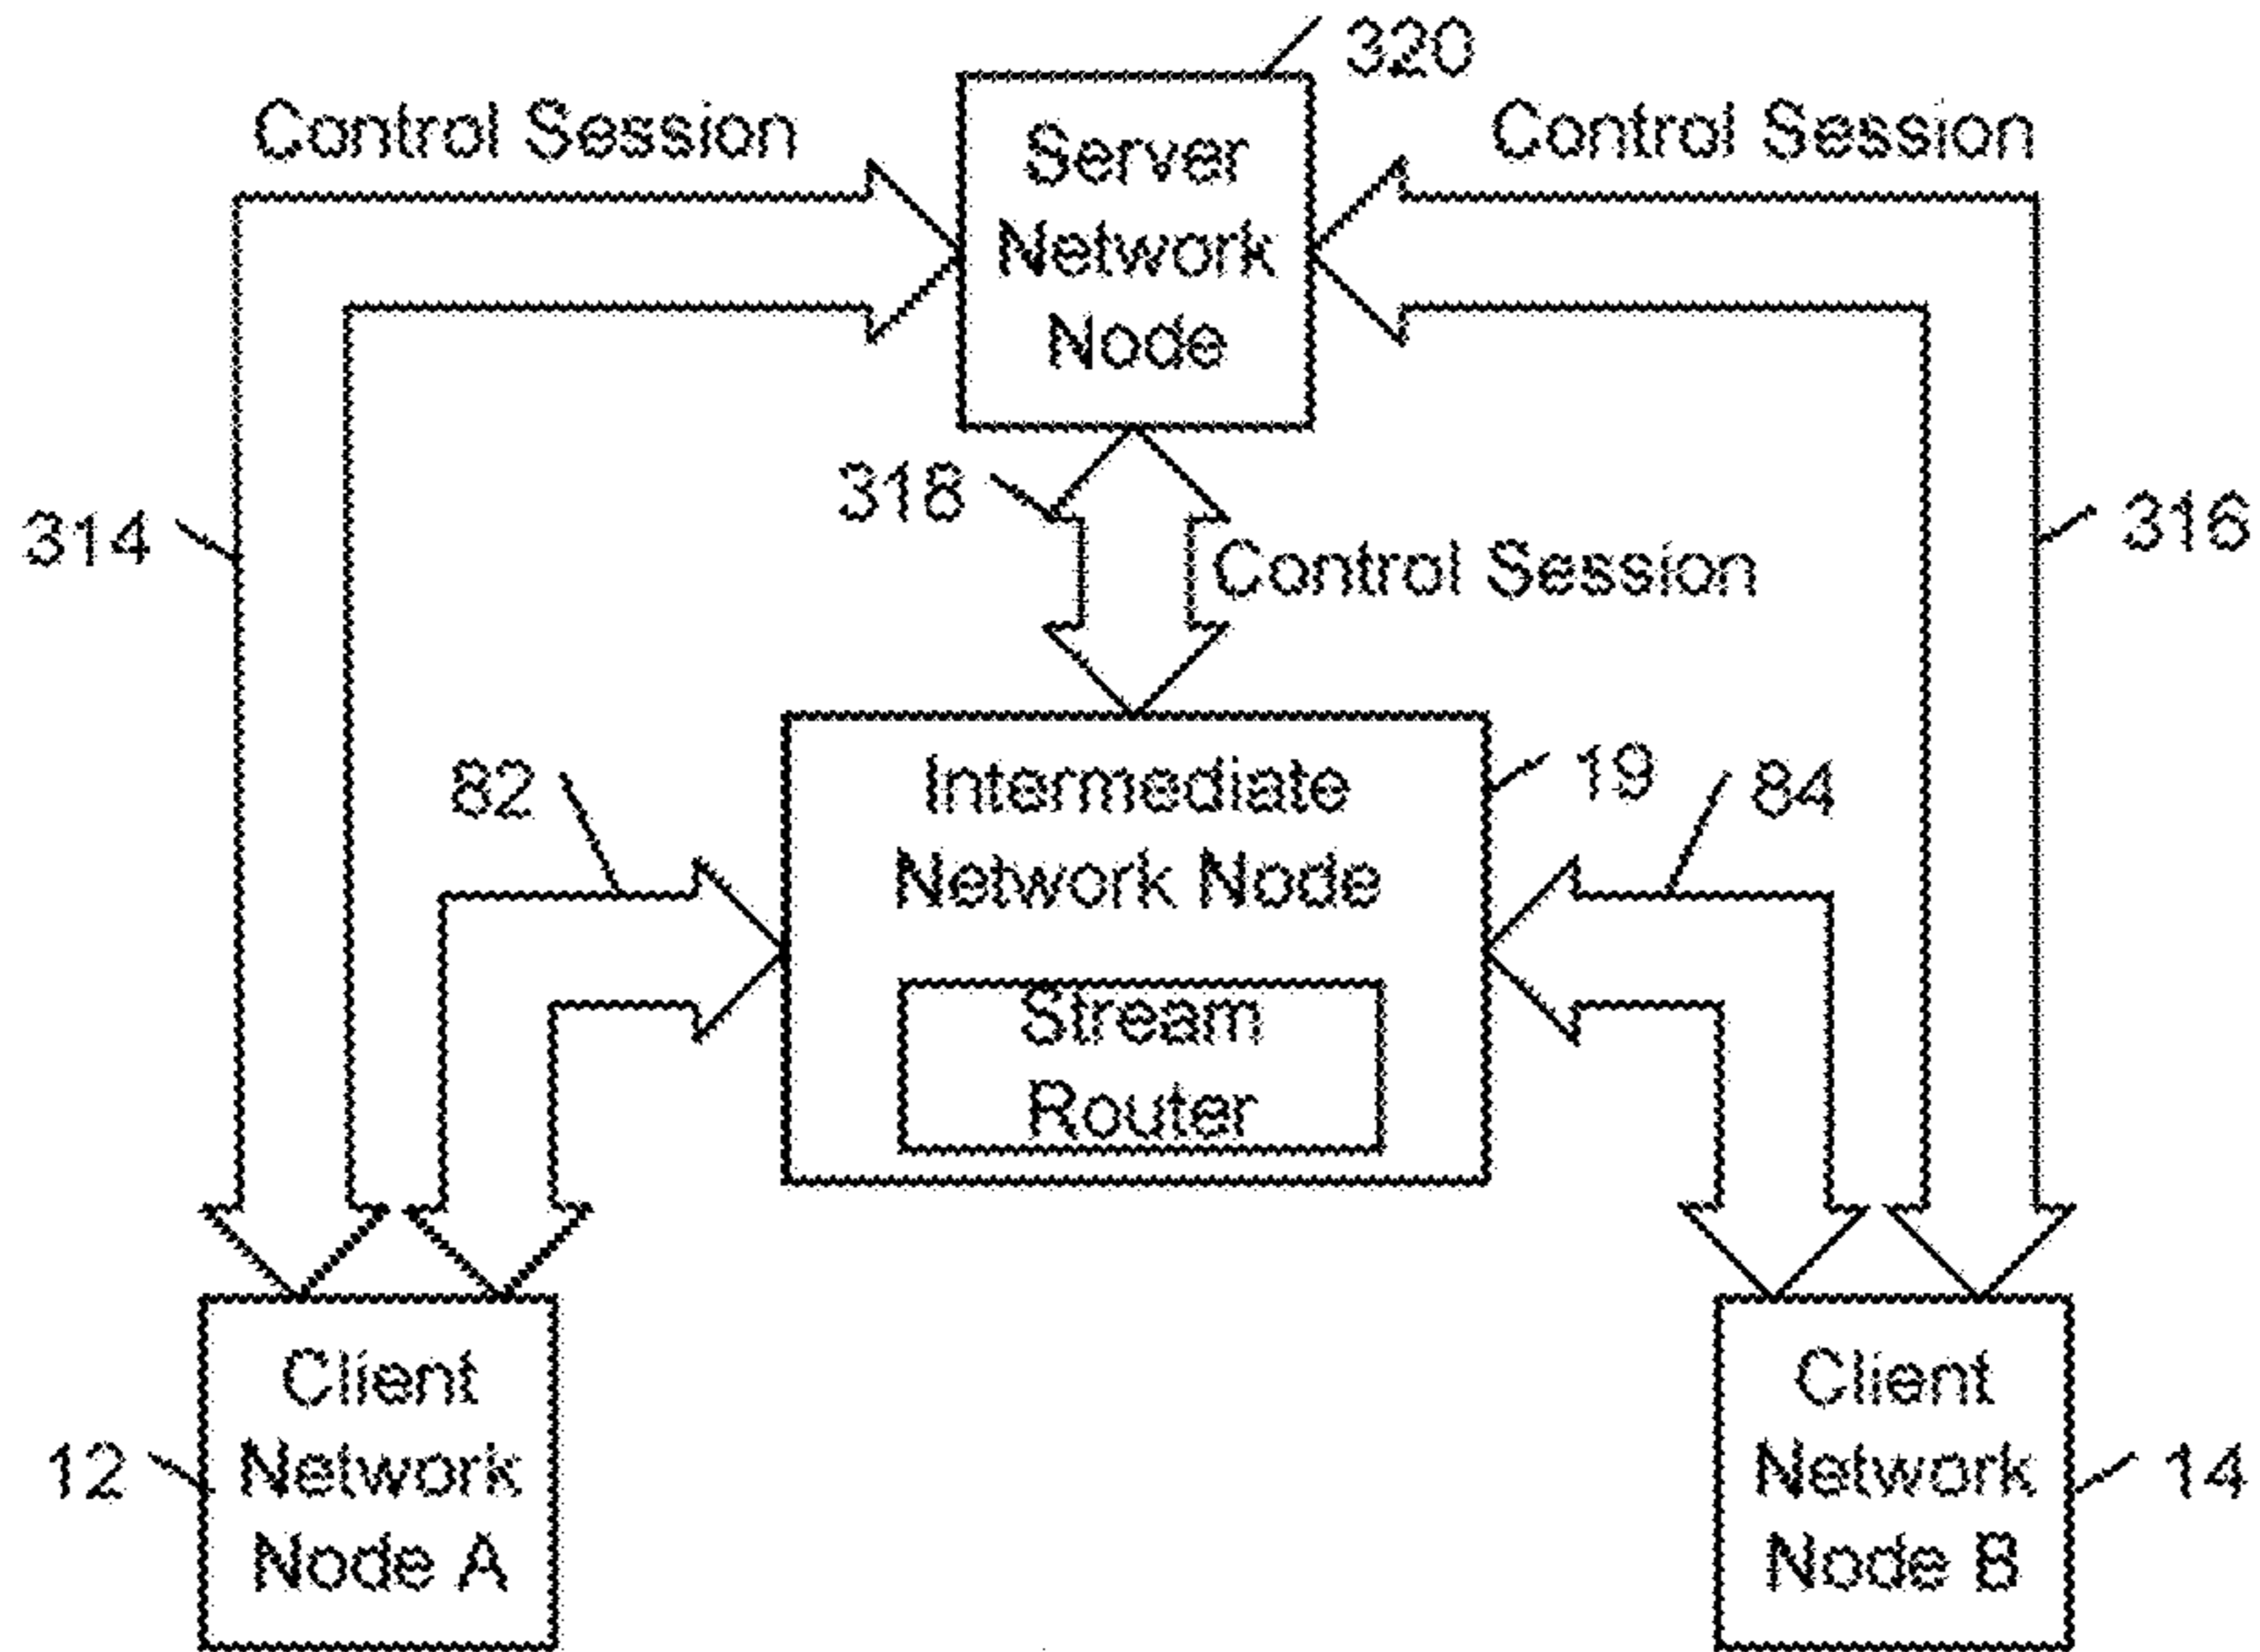 320
Control Session
Control Session
Server
Network
Node
318
314
316
Control Session
82
Intermediate
Network Node
19
84
Stream
Router
Client
Network
Node A
12
Client
Network
Node B
14